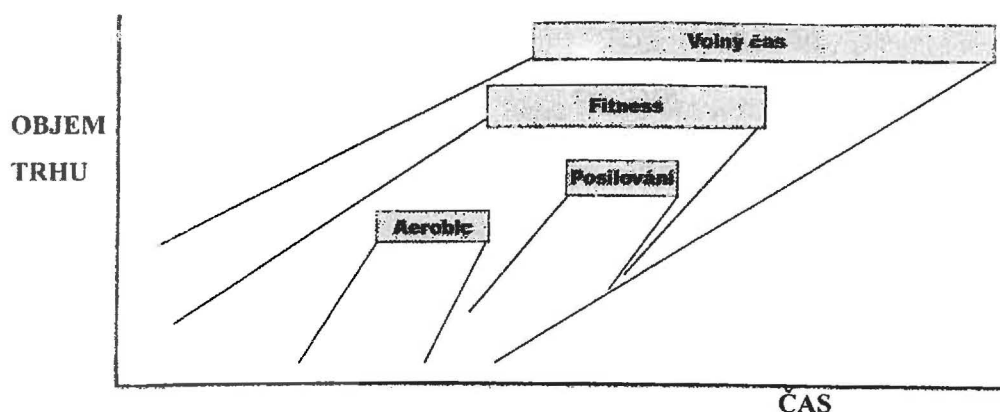 Volny čas
Fitness
OBJEM
TRHU
Posilování
Aerobic
ČAS